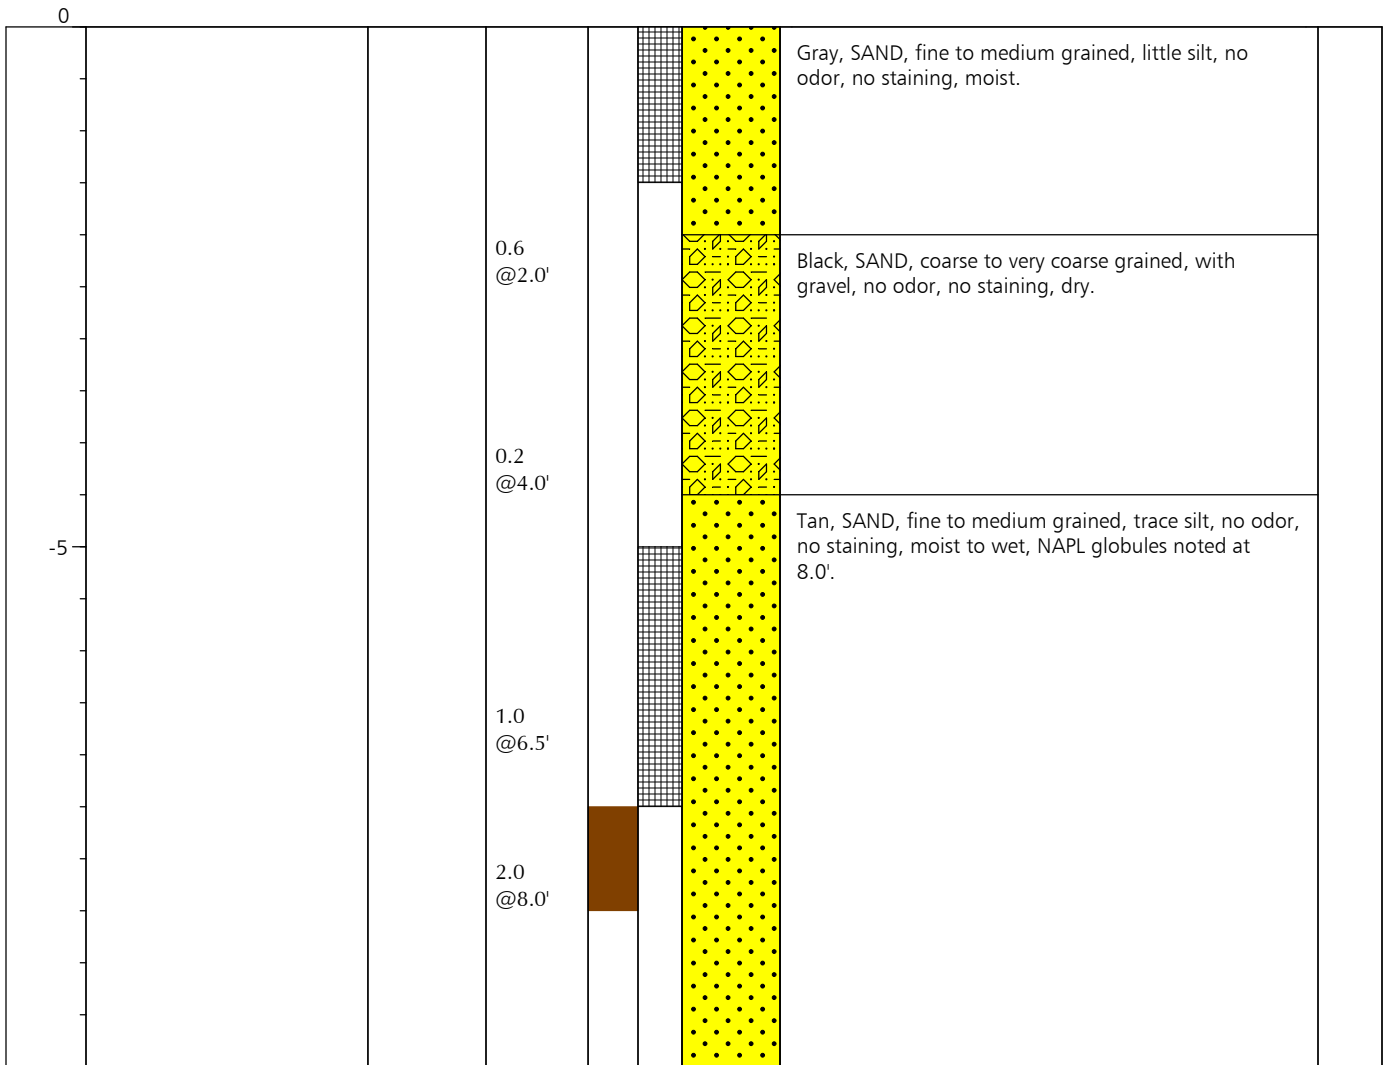 0
Gray, SAND, fine to medium grained, little silt, no
odor, no staining, moist.
0.6
@2.0'
Black, SAND, coarse to very coarse grained, with
gravel, no odor, no staining, dry.
0.2
@4.0'
Tan, SAND, fine to medium grained, trace silt, no odor,
no staining, moist to wet, NAPL globules noted at
8.0'.
-5
1.0
@6.5'
2.0
@8.0'